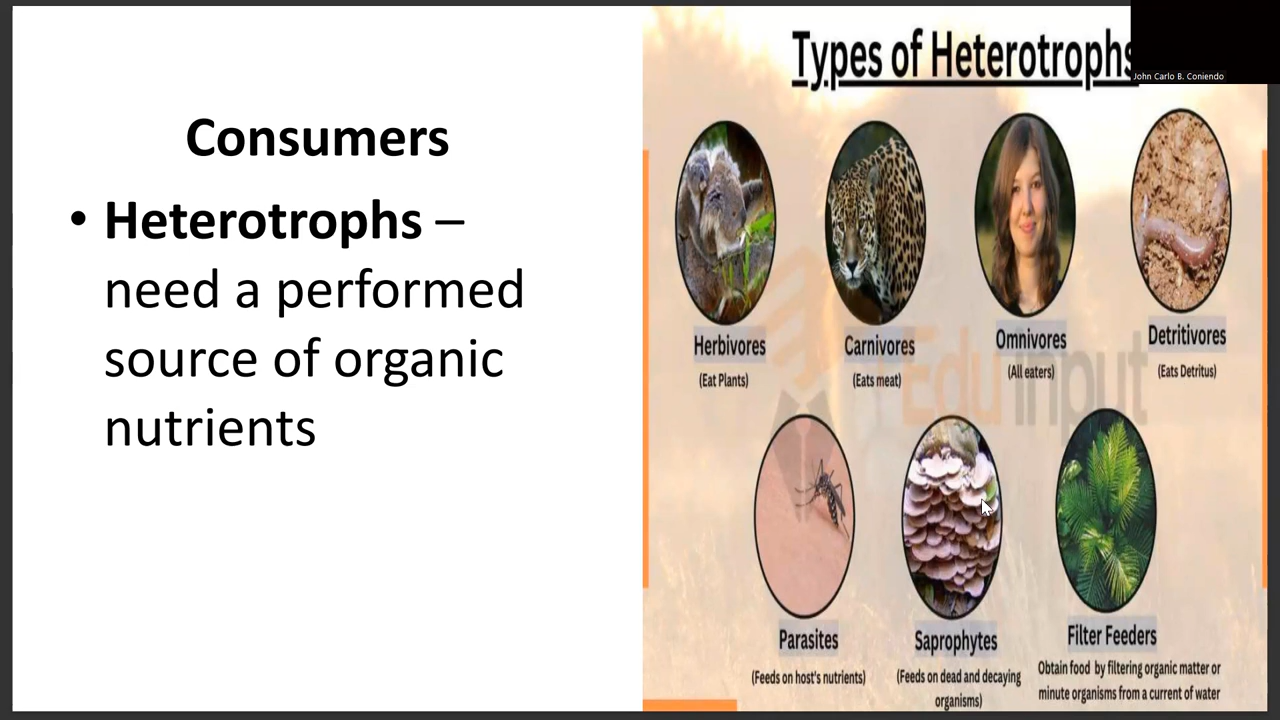 Consumers
• Heterotrophs –
need a performed
source of organic
nutrients
Types of Heterotrophs
John Carlo B. Coniendo
Herbivores
(Eat Plants)
Carnivores
(Eats meat)
Omnivores
(All eaters)
Detritivores
(Eats Detritus)
Edu input
Parasites
(Feeds on host's nutrients)
Saprophytes
(Feeds on dead and decaying
organisms)
Filter Feeders
Obtain food by filtering organic matter or
minute organisms from a current of water